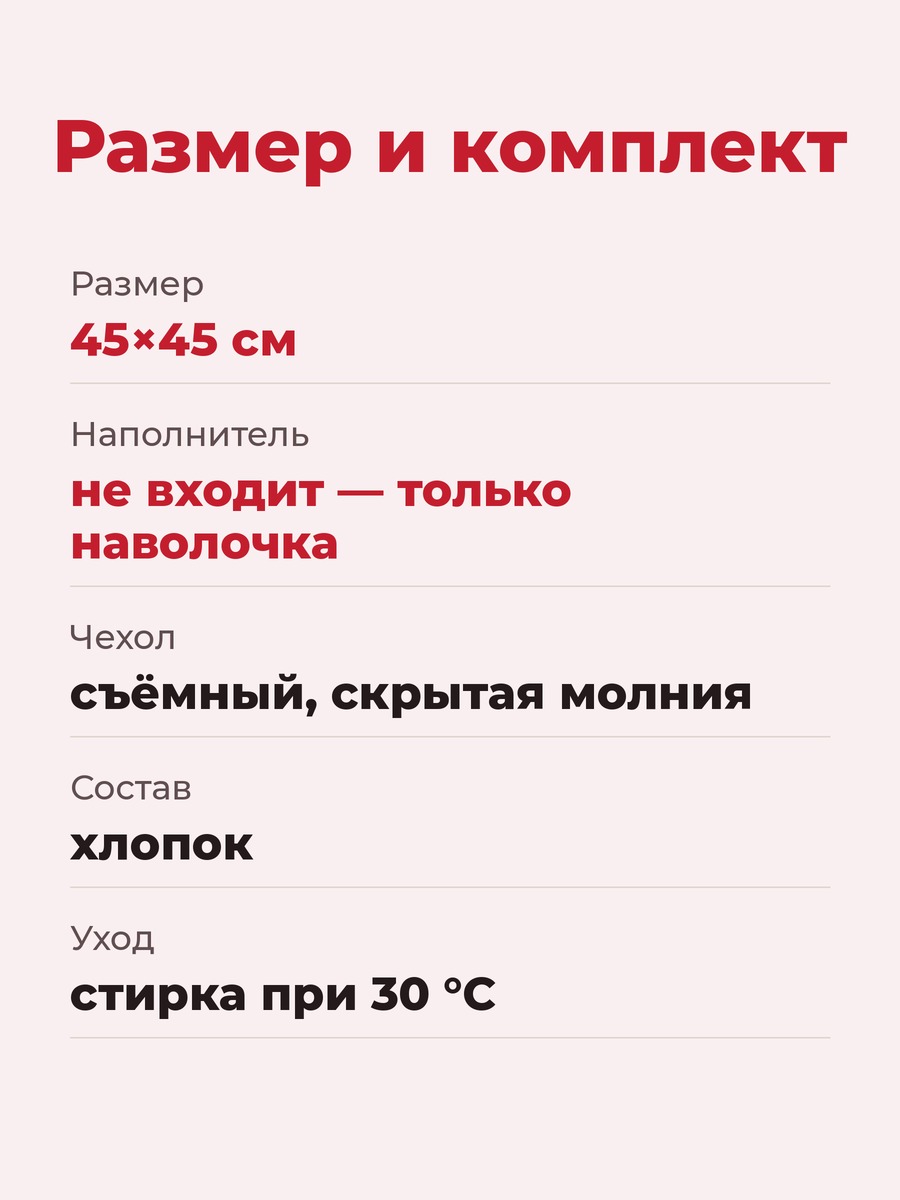 Размер и комплект
Размер
45×45 см
Наполнитель
не входит — только
наволочка
Чехол
съёмный, скрытая молния
Состав
хлопок
Уход
стирка при 30 °C